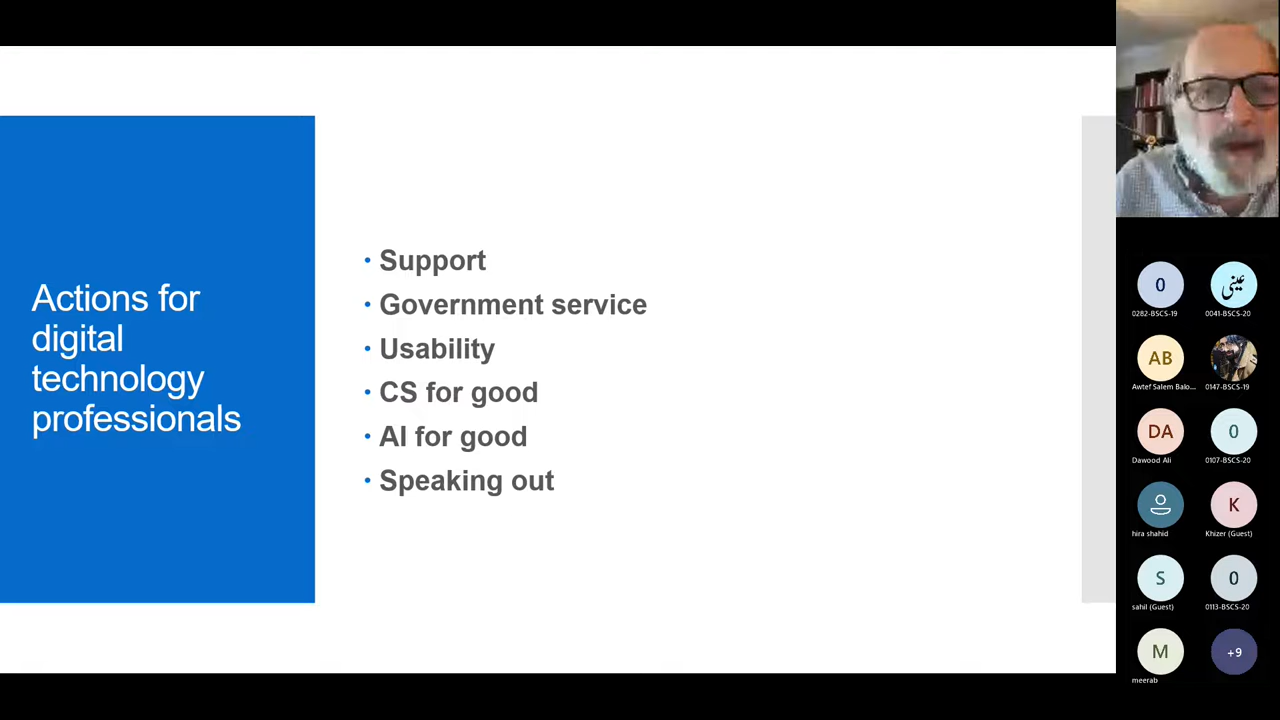 Actions for
digital
technology
professionals
• Support
• Government service
• Usability
• CS for good
• AI for good
• Speaking out
0
عینی
0282-BSCS-19
0041-BSCS-20
AB
Awtef Salem Balo...
0147-BSCS-19
DA
0
Dawood Ali
0107-BSCS-20
K
hira shahid
Khizer (Guest)
S
0
sahil (Guest)
0113-BSCS-20
M
+9
meerab